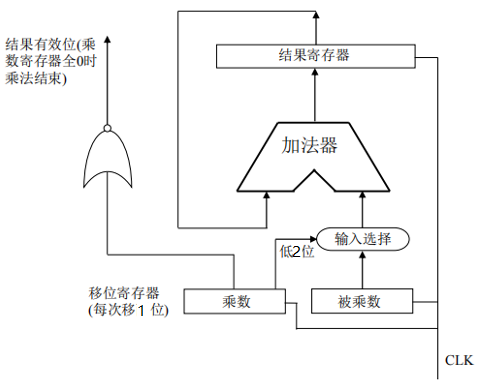 结果有效位(乘
数寄存器全0时
乘法结束)
结果寄存器
加法器
输入选择
低2位
移位寄存器
(每次移1 位)
乘数
被乘数
CLK